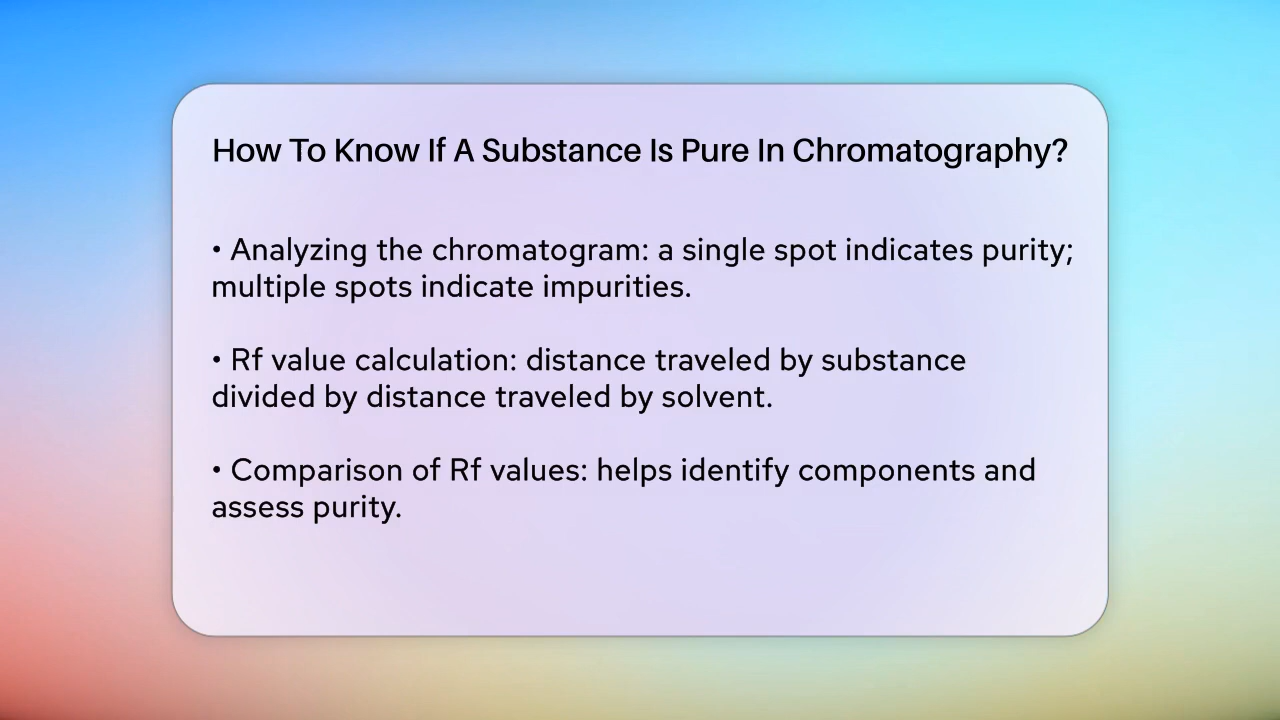 How To Know If A Substance Is Pure In Chromatography?
• Analyzing the chromatogram: a single spot indicates purity;
multiple spots indicate impurities.
• Rf value calculation: distance traveled by substance
divided by distance traveled by solvent.
• Comparison of Rf values: helps identify components and
assess purity.